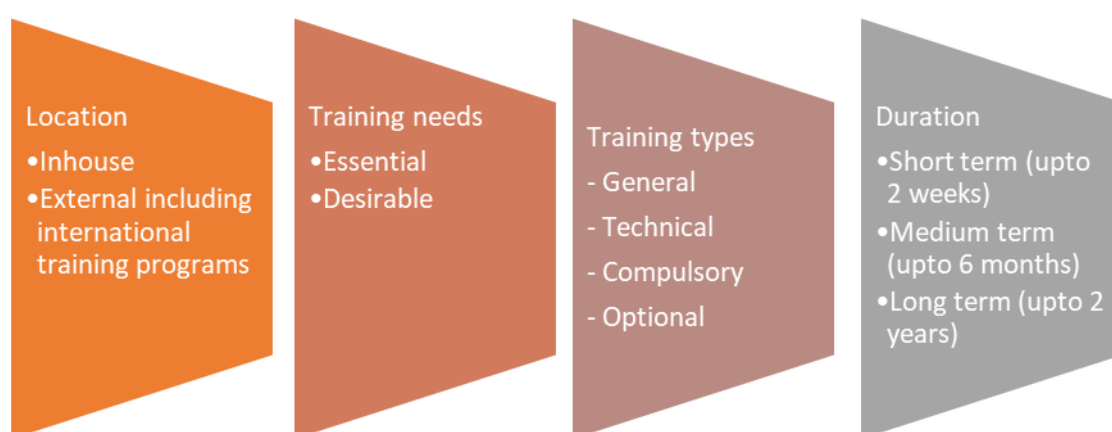 Location
•Inhouse
•External including
international
training programs
Training needs
•Essential
•Desirable
Training types
- General
- Technical
- Compulsory
- Optional
Duration
•Short term (upto
2 weeks)
•Medium term
(upto 6 months)
•Long term (upto 2
years)